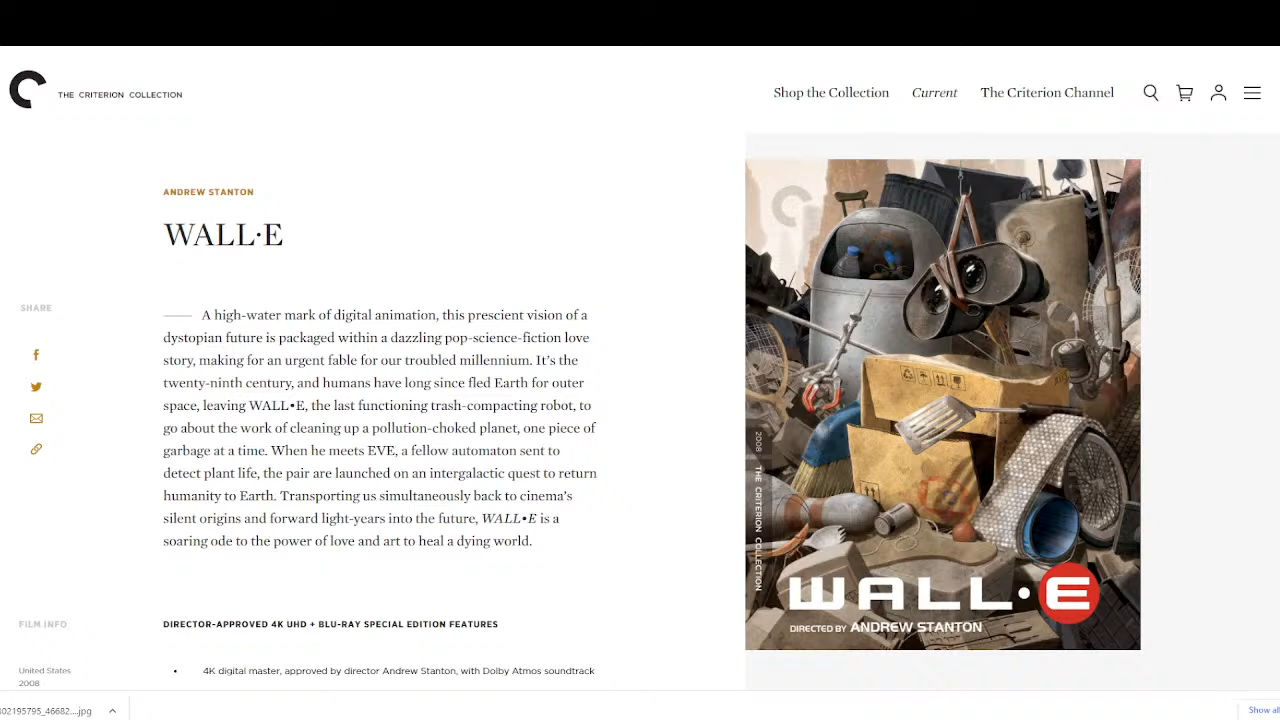 THE CRITERION COLLECTION
Shop the Collection
Current
The Criterion Channel
ANDREW STANTON
WALL·E
SHARE
A high-water mark of digital animation, this prescient vision of a
dystopian future is packaged within a dazzling pop-science-fiction love
story, making for an urgent fable for our troubled millennium. It’s the
twenty-ninth century, and humans have long since fled Earth for outer
space, leaving WALL•E, the last functioning trash-compacting robot, to
go about the work of cleaning up a pollution-choked planet, one piece of
garbage at a time. When he meets EVE, a fellow automaton sent to
detect plant life, the pair are launched on an intergalactic quest to return
humanity to Earth. Transporting us simultaneously back to cinema’s
silent origins and forward light-years into the future, WALL•E is a
soaring ode to the power of love and art to heal a dying world.
FILM INFO
United States
2008
DIRECTOR-APPROVED 4K UHD + BLU-RAY SPECIAL EDITION FEATURES
• 4K digital master, approved by director Andrew Stanton, with Dolby Atmos soundtrack
2008 THE CRITERION COLLECTION
WALL·E
DIRECTED BY ANDREW STANTON
802195795_46682....jpg
Show all